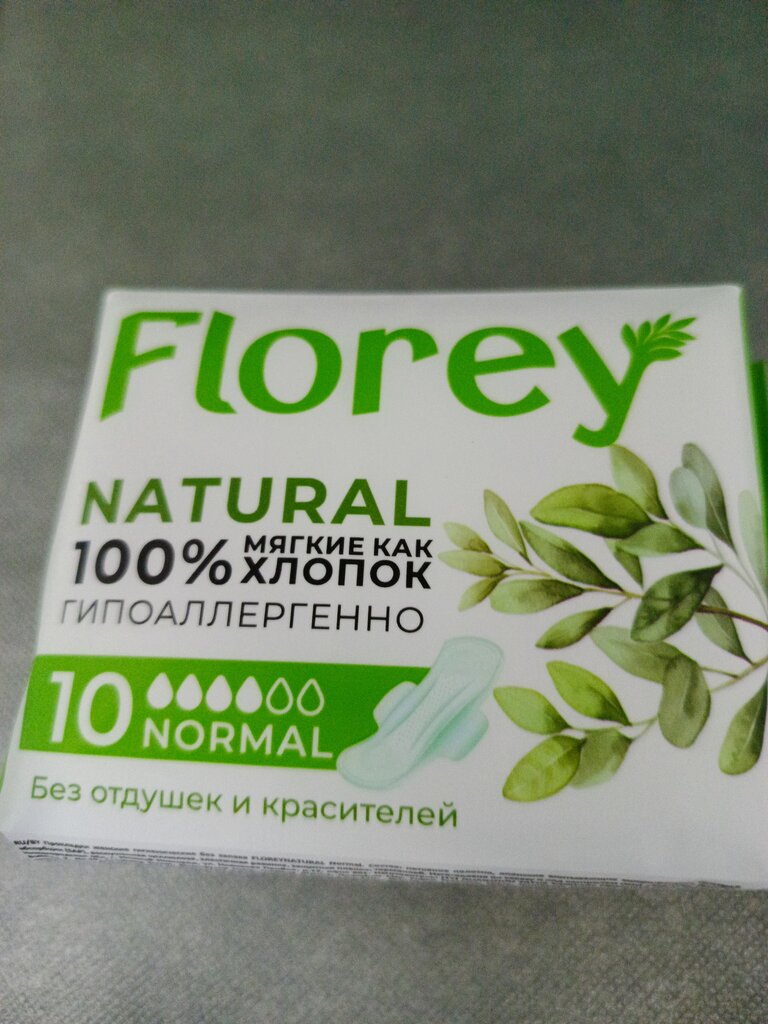 Florey
NATURAL
100% МЯГКИЕ КАК
ХЛОПОК
ГИПОАЛЛЕРГЕННО
10
NORMAL
Без отдушек и красителей